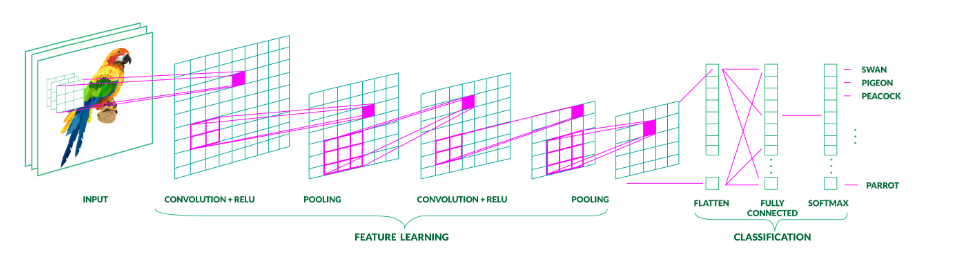 SWAN
PIGEON
PEACOCK
PARROT
INPUT
CONVOLUTION + RELU
POOLING
CONVOLUTION + RELU
POOLING
FLATTEN
FULLY
CONNECTED
SOFTMAX
FEATURE LEARNING
CLASSIFICATION